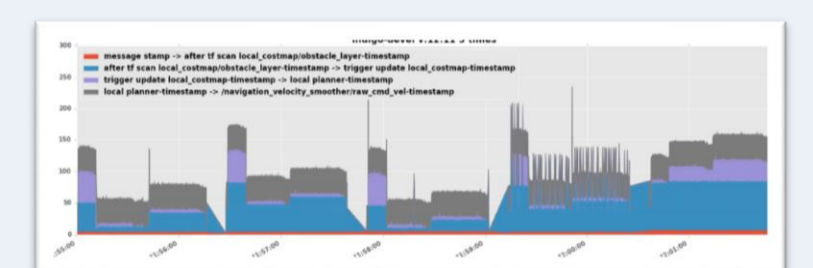 message stamp -> after tf scan local_costmap/obstacle_layer-timestamp
after tf scan local_costmap/obstacle_layer-timestamp -> trigger update local_costmap-timestamp
trigger update local_costmap-timestamp -> local planner-timestamp
local planner-timestamp -> /navigation_velocity_smoother/raw_cmd_vel-timestamp
300
250
200
150
100
50
0